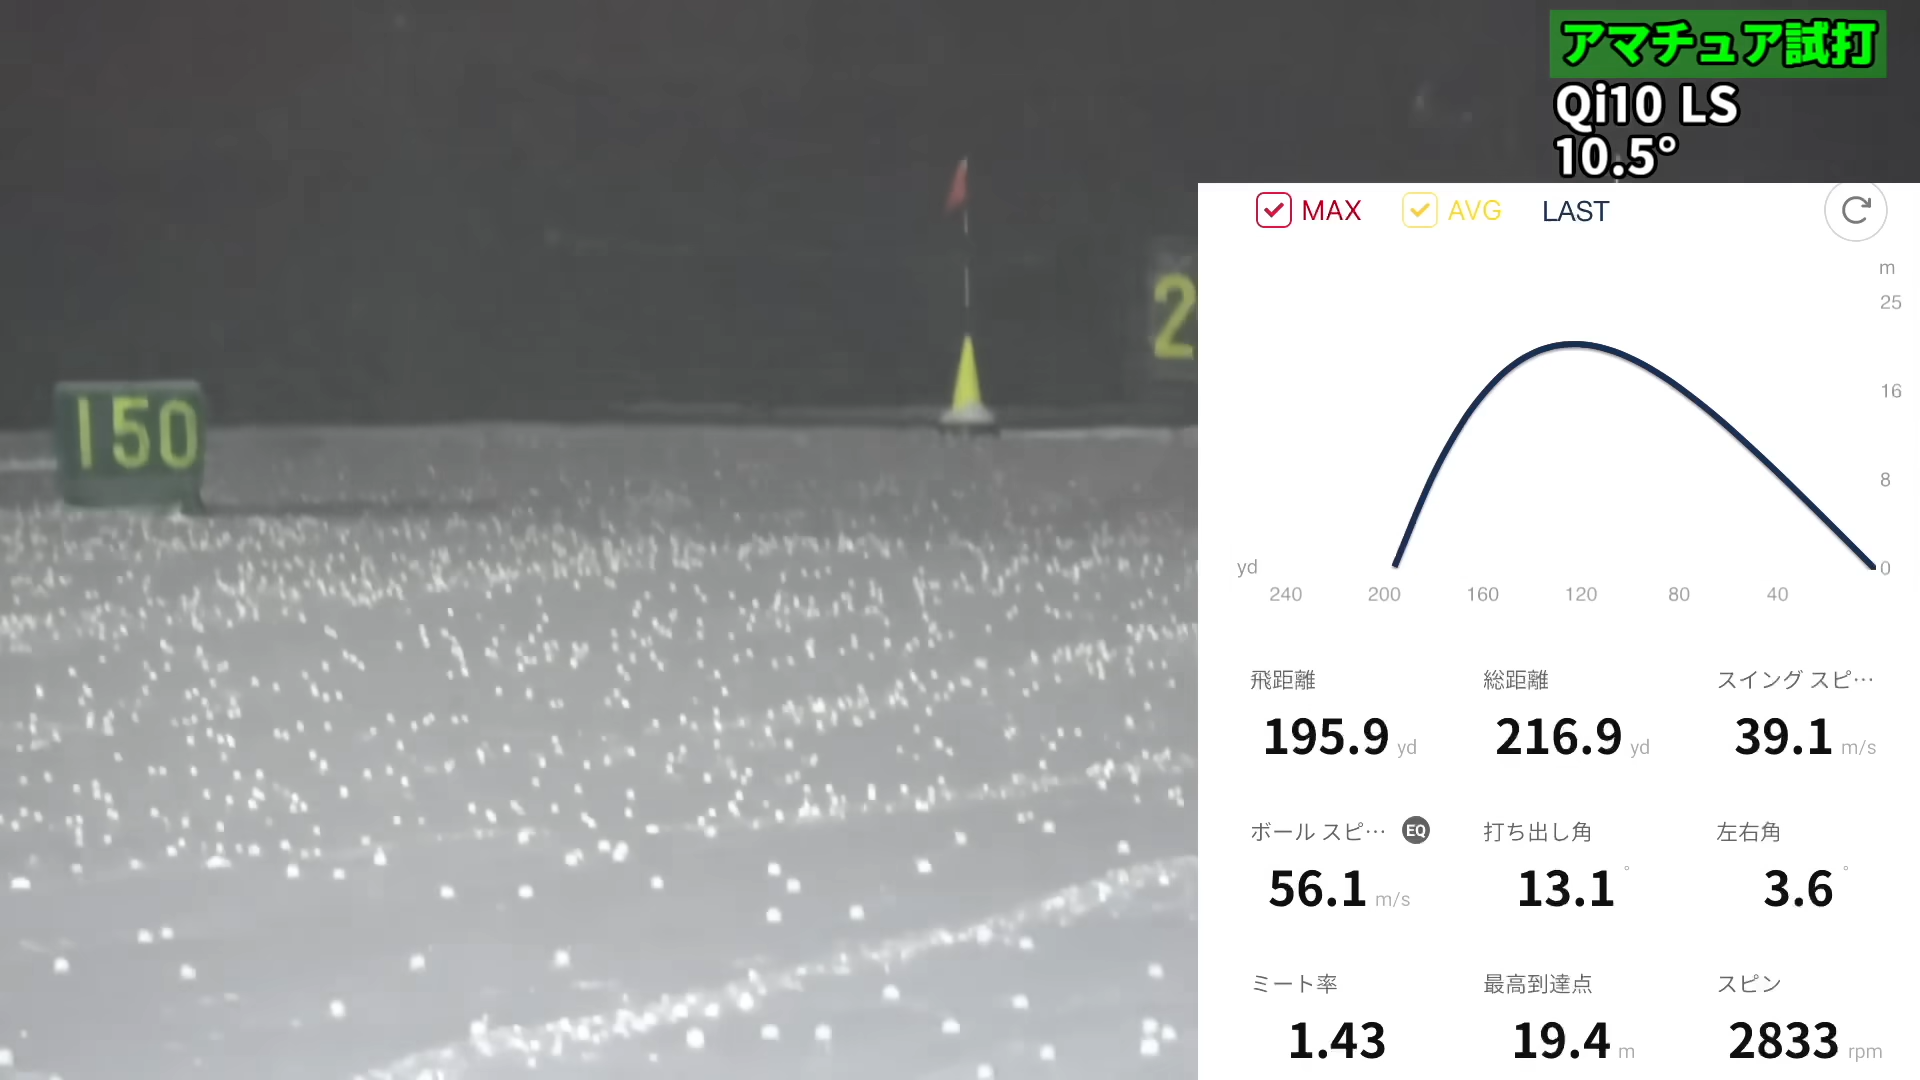 アマチュア試打
Qi10 LS
10.5°
MAX AVG LAST
m
25
16
8
0
yd
240 200 160 120 80 40
飛距離 総距離 スイング スピ…
195.9 yd 216.9 yd 39.1 m/s
ボール スピ… EQ 打ち出し角 左右角
56.1 m/s 13.1 ° 3.6 °
ミート率 最高到達点 スピン
1.43 19.4 m 2833 rpm
150
2